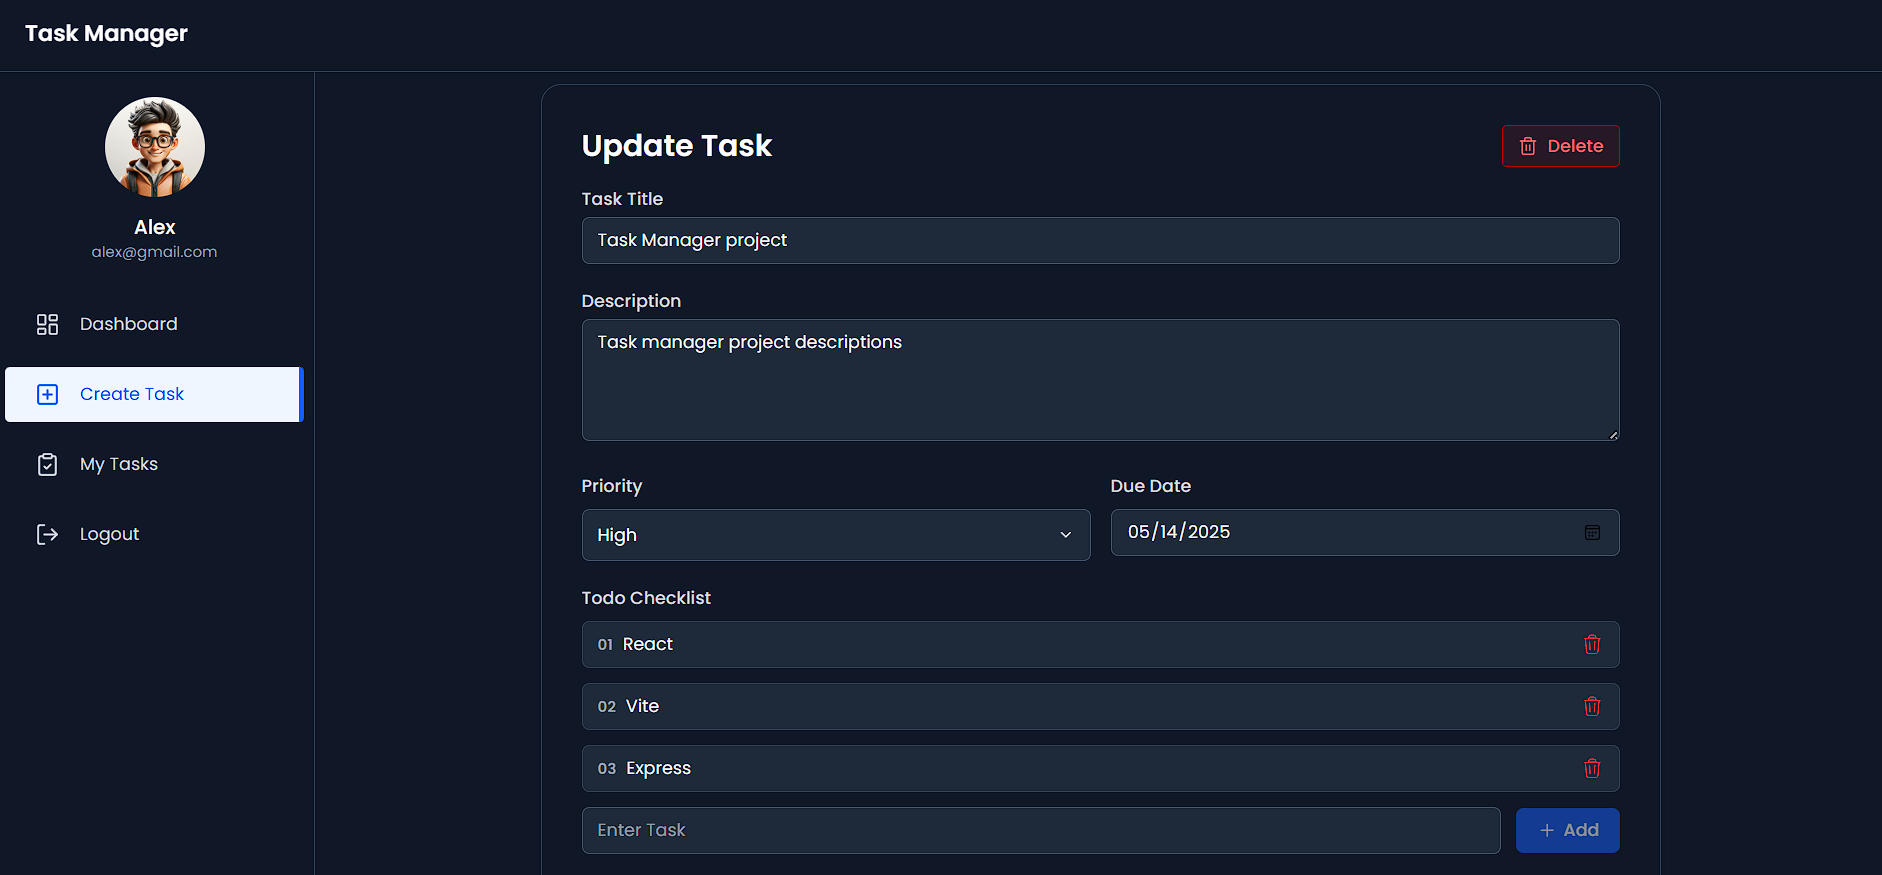 Task Manager
Alex
alex@gmail.com
Dashboard
Create Task
My Tasks
Logout
Update Task
Delete
Task Title
Task Manager project
Description
Task manager project descriptions
Priority
Due Date
High
05/14/2025
Todo Checklist
01 React
02 Vite
03 Express
Enter Task
+ Add